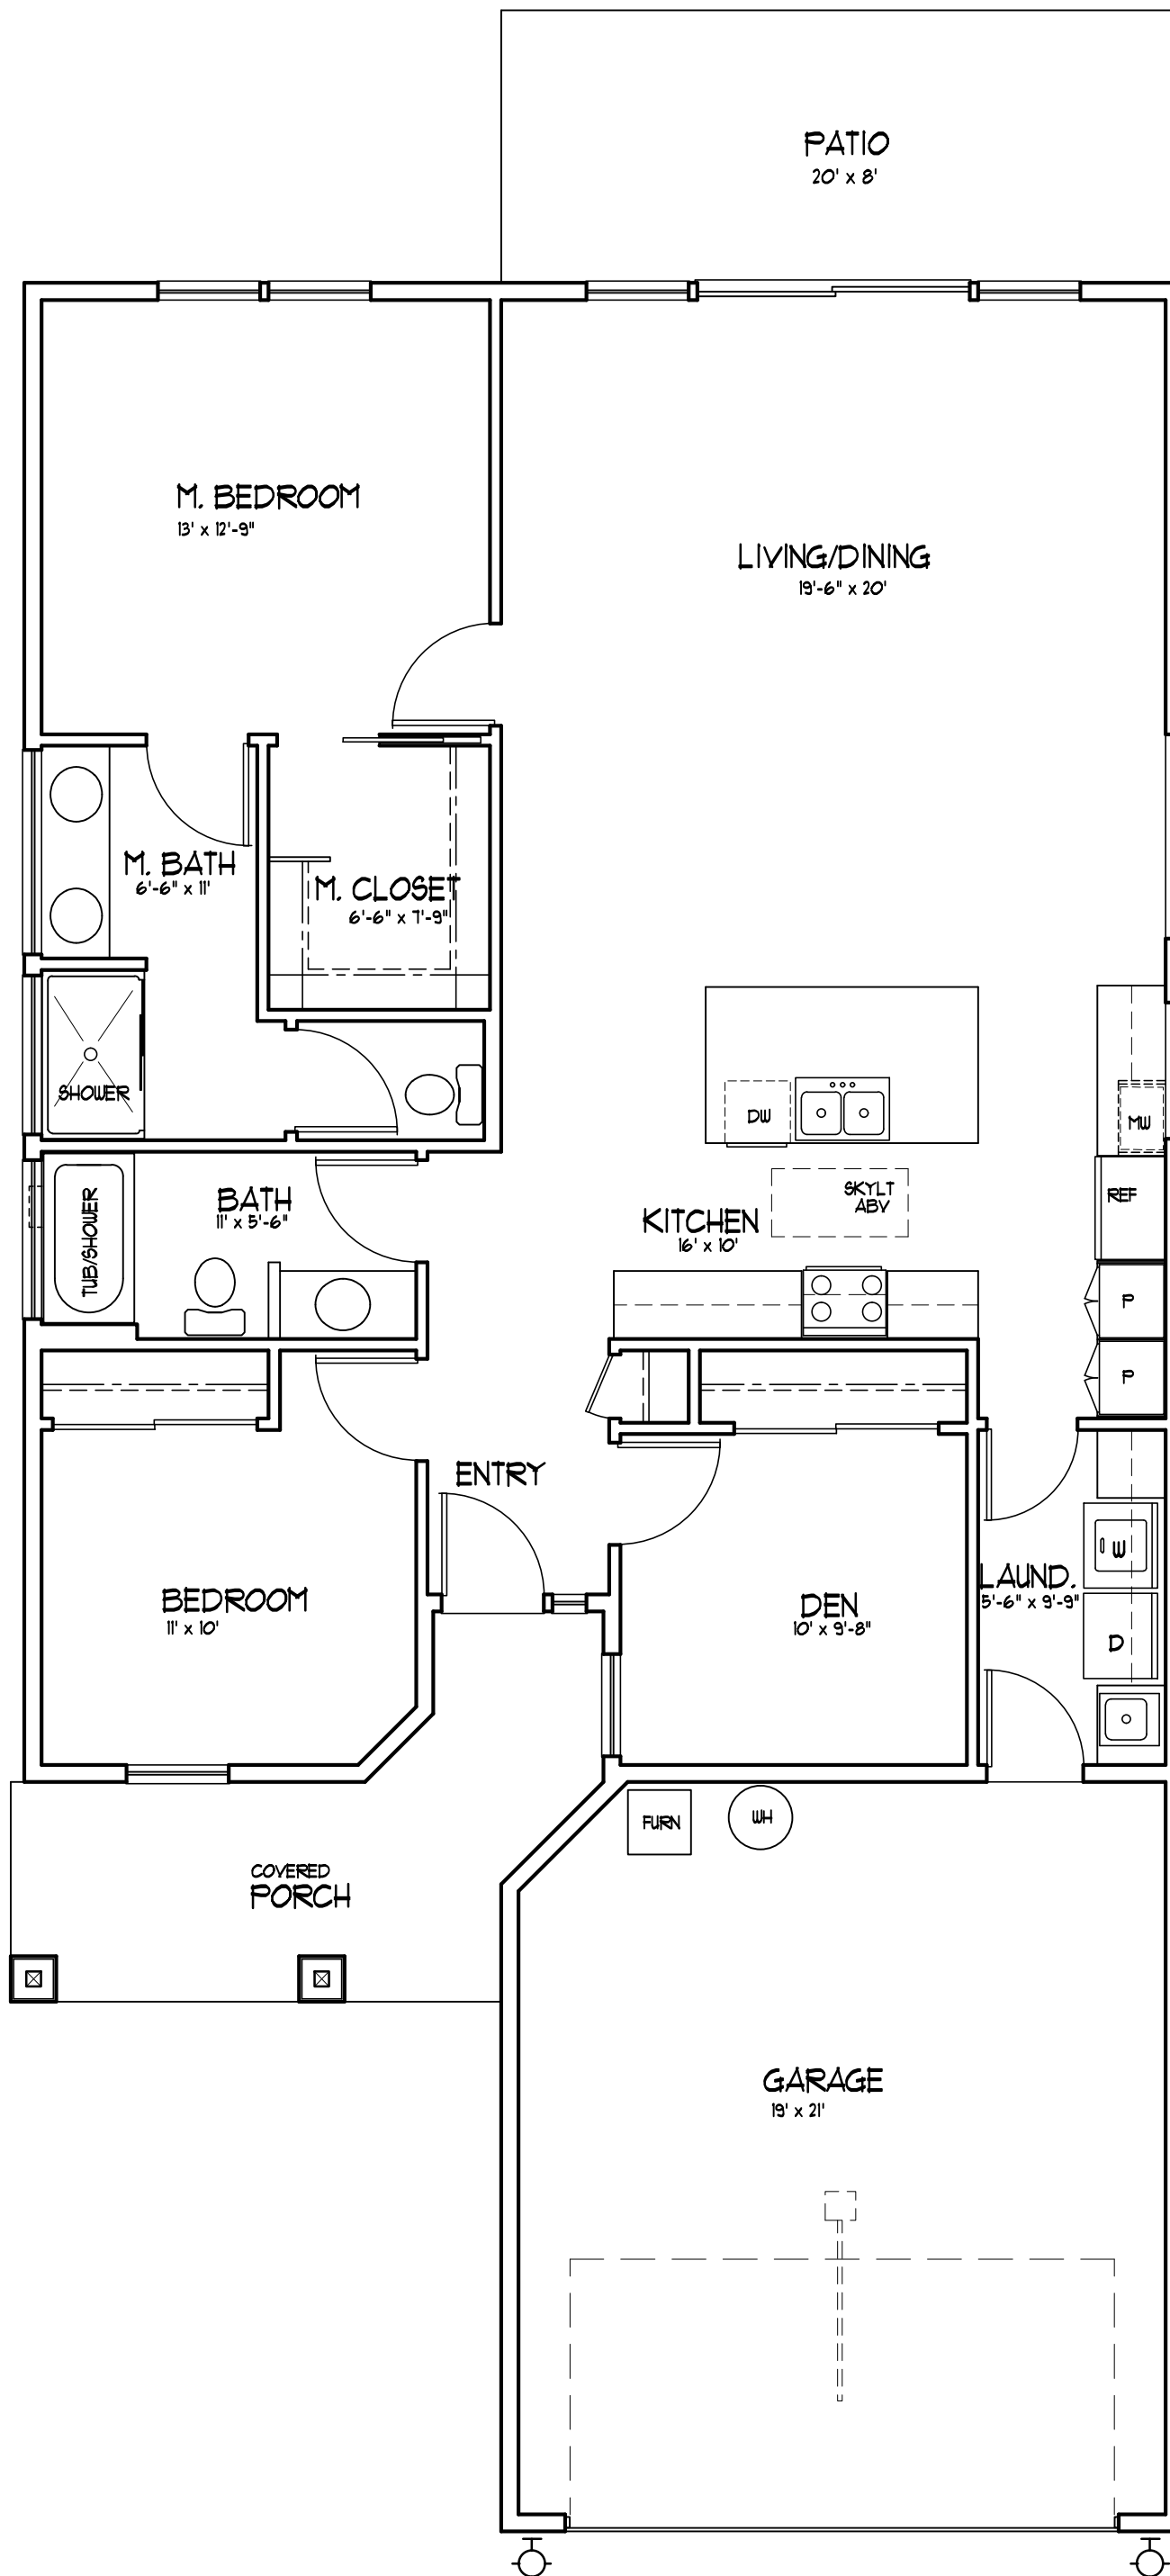 PATIO
20' x 8'
M. BEDROOM
13' x 12'-9"
LIVING/DINING
19'-6" x 20'
M. BATH
6'-6" x 11'
M. CLOSET
6'-6" x 7'-9"
SHOWER
DW
MW
REF
SKYLT
ABV
KITCHEN
16' x 10'
BATH
11' x 5'-6"
TUB/SHOWER
P
P
ENTRY
BEDROOM
11' x 10'
DEN
10' x 9'-8"
LAUND.
5'-6" x 9'-9"
W
D
FURN
WH
COVERED
PORCH
GARAGE
19' x 21'